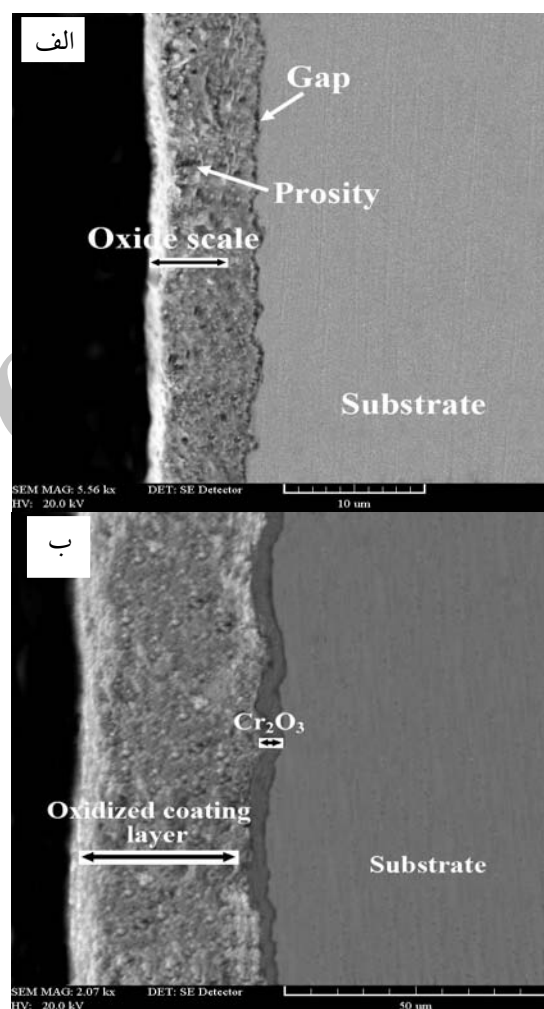 الف
Gap
Prosity
Oxide scale
Substrate
SEM MAG: 5.56 kx DET: SE Detector
HV: 20.0 kV 10 um
ب
Cr₂O₃
Oxidized coating
layer
Substrate
SEM MAG: 2.07 kx DET: SE Detector
HV: 20.0 kV 50 um